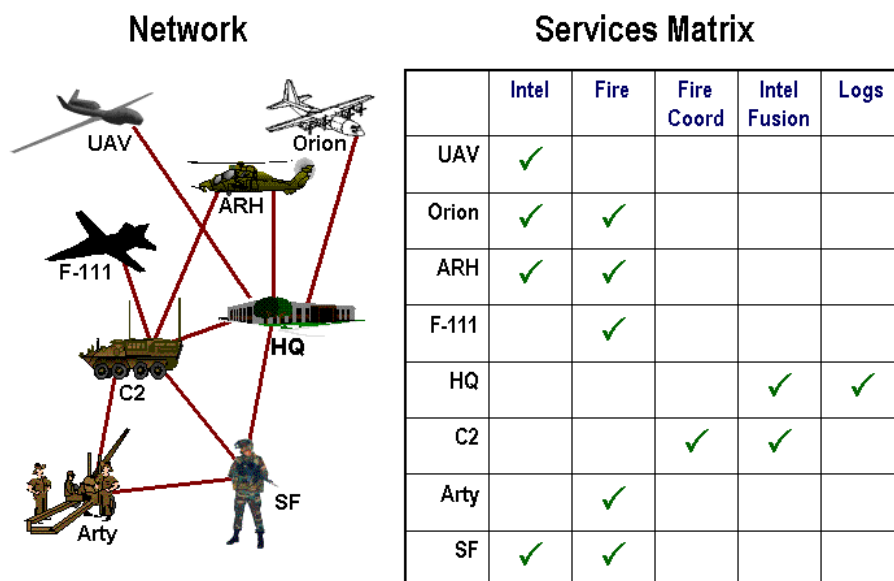 Network
Services Matrix
UAV
Orion
ARH
F-111
HQ
C2
SF
Arty
Intel
Fire
Fire
Coord
Intel
Fusion
Logs
UAV
Orion
ARH
F-111
HQ
C2
Arty
SF